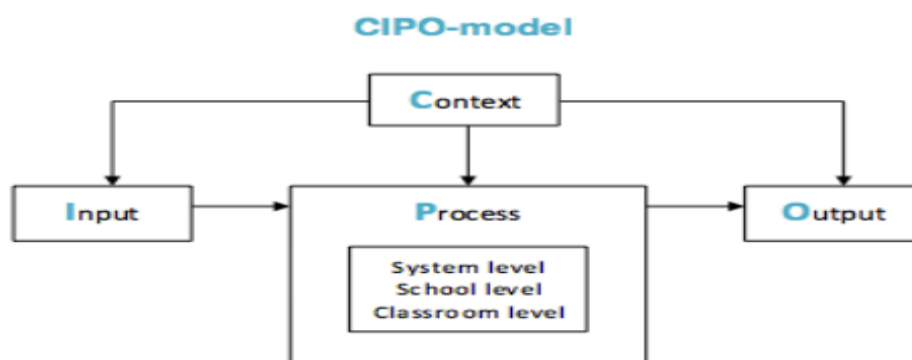 CIPO-model
Context
Input
Process
Output
System level
School level
Classroom level